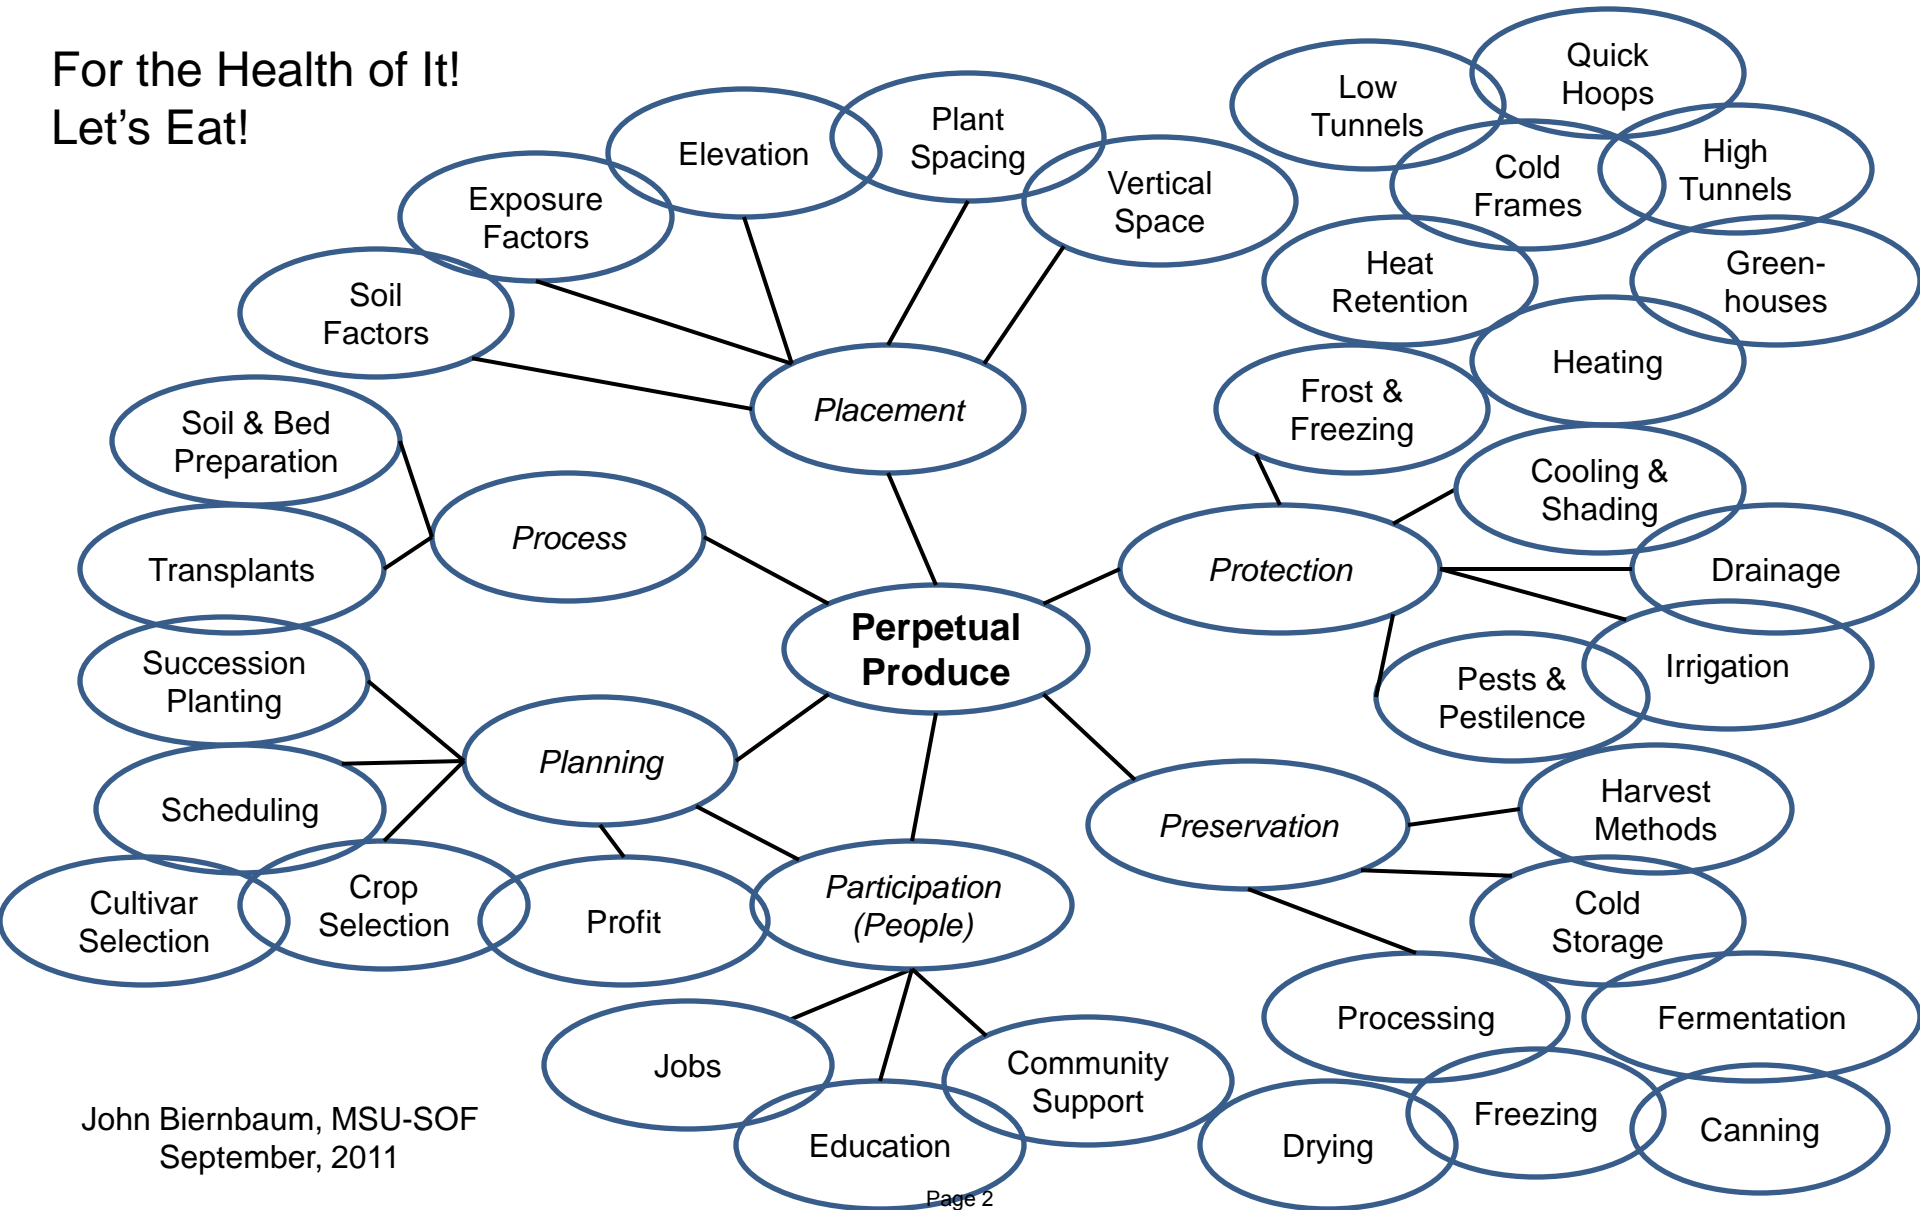 For the Health of It!
Let's Eat!
Quick
Hoops
Low
Tunnels
Plant
Spacing
Elevation
High
Tunnels
Cold
Frames
Vertical
Space
Exposure
Factors
Heat
Retention
Green-
houses
Soil
Factors
Heating
Placement
Frost &
Freezing
Soil & Bed
Preparation
Cooling &
Shading
Process
Transplants
Protection
Drainage
Perpetual
Produce
Succession
Planting
Irrigation
Pests &
Pestilence
Planning
Scheduling
Preservation
Harvest
Methods
Cultivar
Selection
Crop
Selection
Profit
Participation
(People)
Cold
Storage
Processing
Fermentation
Jobs
Community
Support
Education
Drying
Freezing
Canning
John Biernbaum, MSU-SOF
September, 2011
Page 2